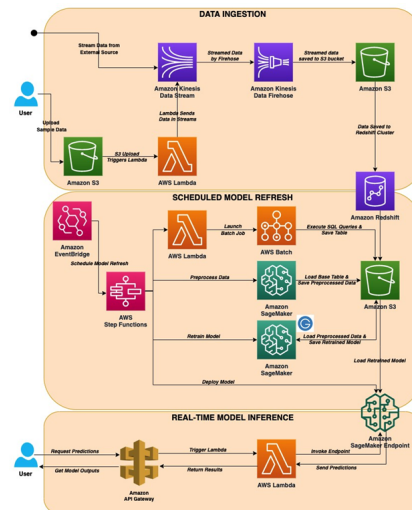 DATA INGESTION
Stream Data from
External Source
Streamed Data
by Firehose
Streamed data
saved to S3 bucket
Amazon Kinesis
Data Stream
Amazon Kinesis
Data Firehose
Amazon S3
User
Upload
Sample Data
Lambda Sends
Data in Streams
S3 Upload
Triggers Lambda
Amazon S3
AWS Lambda
Data Saved to
Redshift Cluster
Amazon Redshift
SCHEDULED MODEL REFRESH
Amazon
EventBridge
Schedule Model Refresh
Launch
Batch Job
Execute SQL Queries &
Save Table
AWS Lambda
AWS Batch
AWS
Step Functions
Preprocess Data
Load Base Table &
Save Preprocessed Data
Amazon
SageMaker
Amazon
S3
Retrain Model
Load Preprocessed Data &
Save Retrained Model
Amazon
SageMaker
Load Retrained Model
Deploy Model
REAL-TIME MODEL INFERENCE
Amazon
SageMaker Endpoint
Request Predictions
Trigger Lambda
Invoke Endpoint
Get Model Outputs
Return Results
Send Predictions
User
Amazon
API Gateway
AWS Lambda